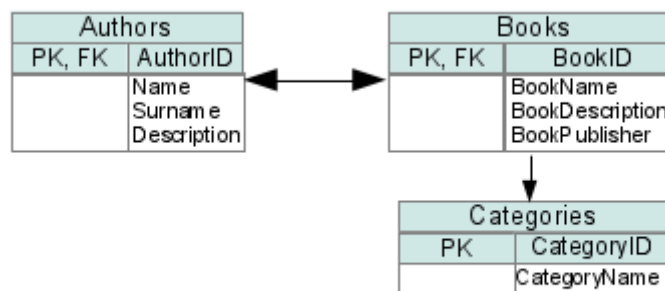 Authors
PK, FK AuthorID
Name
Surname
Description
Books
PK, FK BookID
BookName
BookDescription
BookPublisher
Categories
PK CategoryID
CategoryName